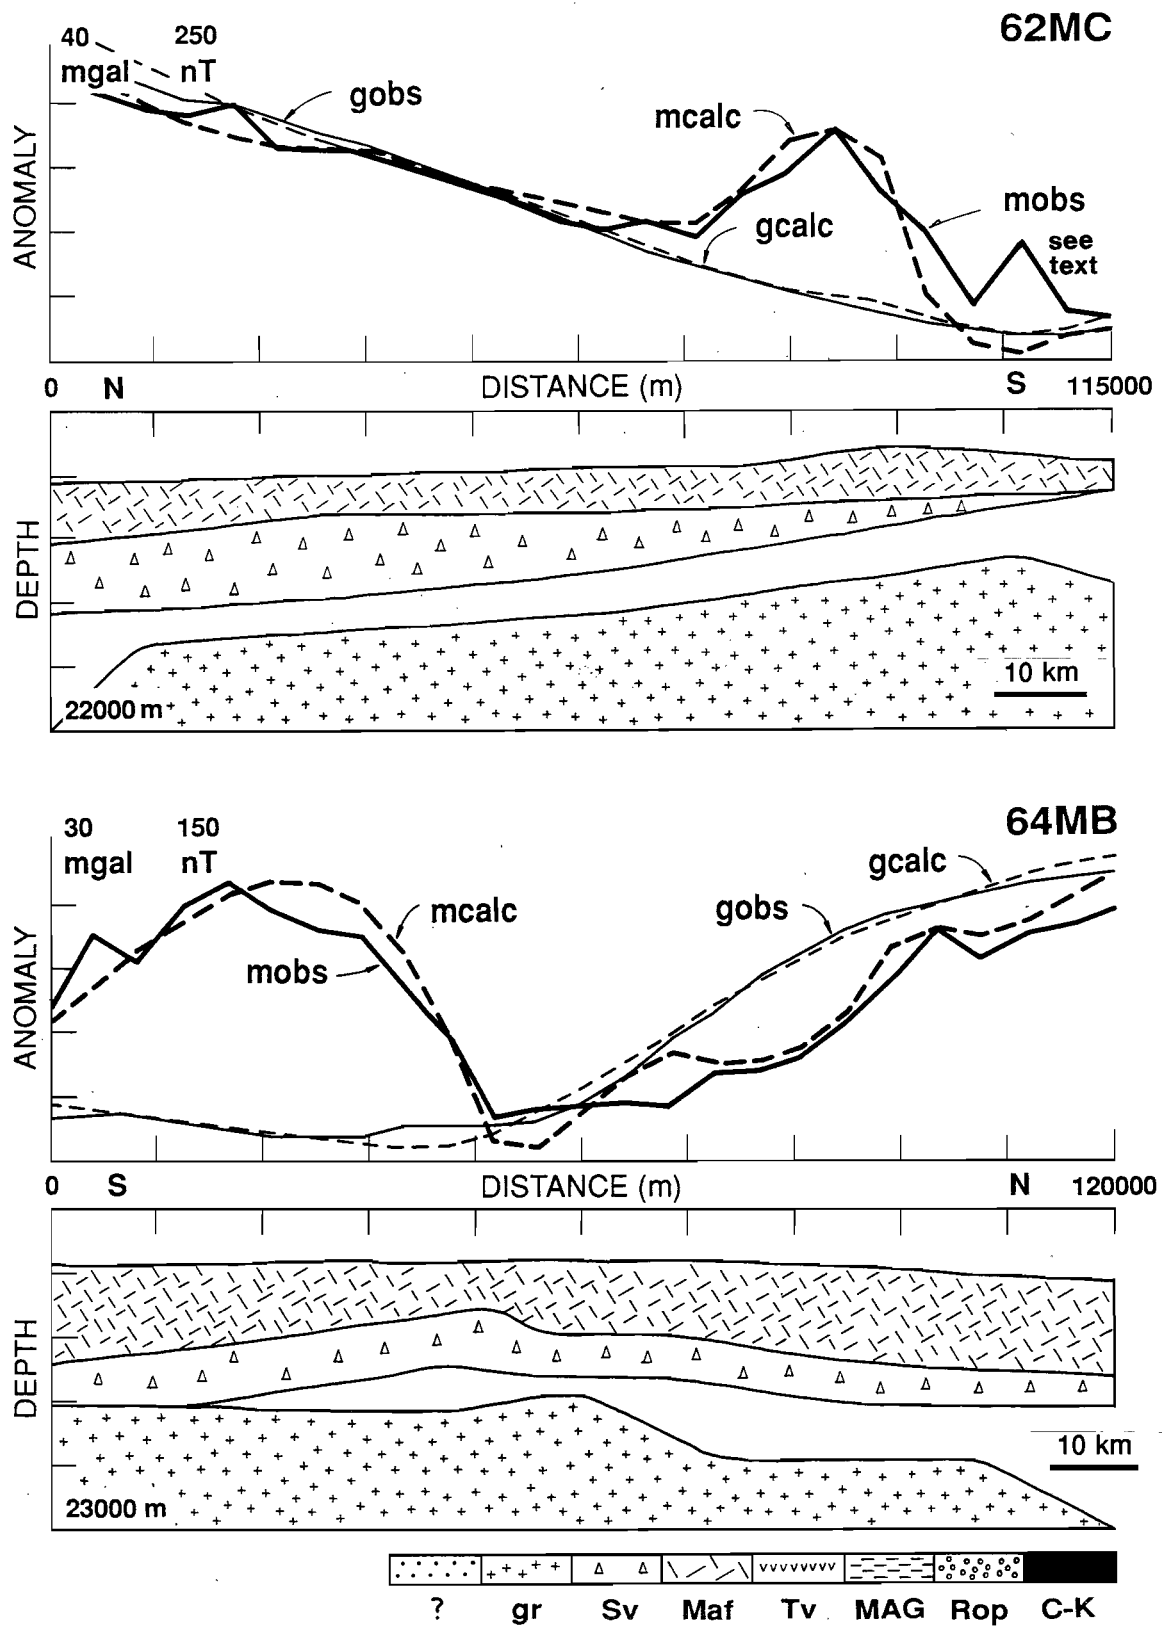 62MC
40 250
mgal nT
gobs
mcalc
mobs
gcalc
see
text
ANOMALY
0 N DISTANCE (m) S 115000
DEPTH
10 km
22000 m
64MB
30 150
mgal nT
gcalc
gobs
mcalc
mobs
ANOMALY
0 S DISTANCE (m) N 120000
DEPTH
10 km
23000 m
? gr Sv Maf Tv MAG Rop C-K